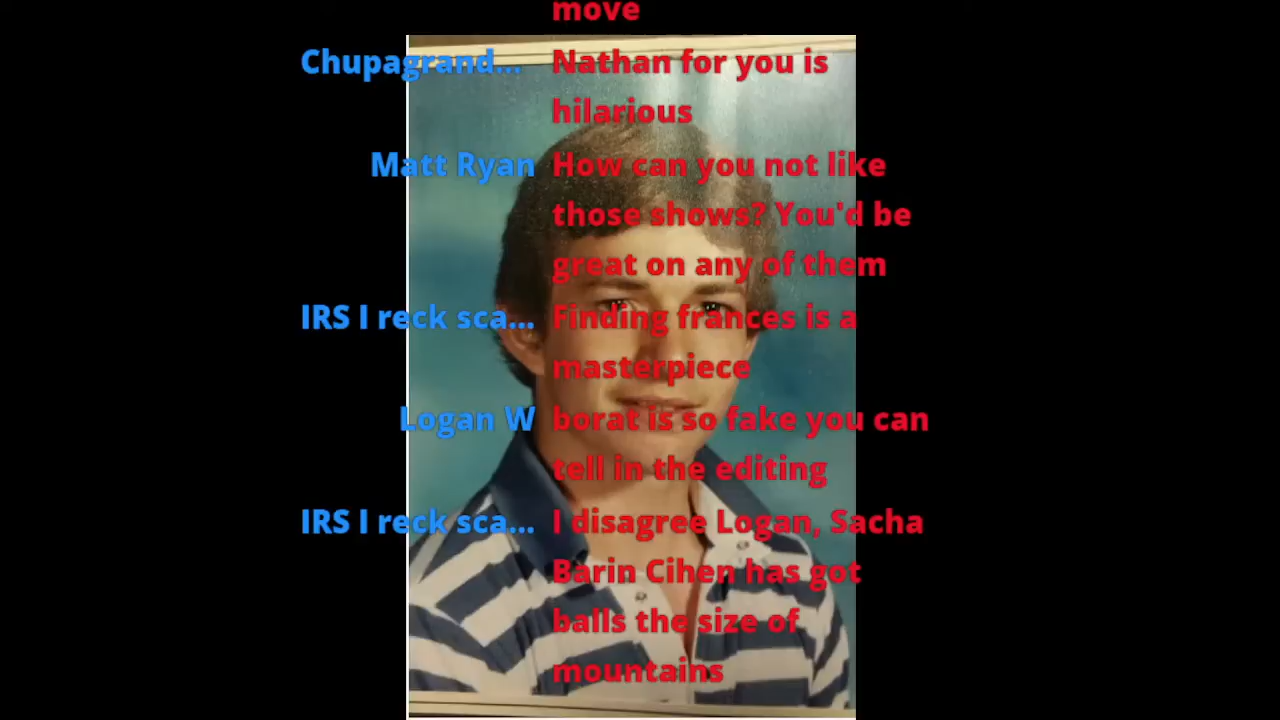 move
Chupagrand... Nathan for you is
hilarious
Matt Ryan How can you not like
those shows? You'd be
great on any of them
IRS I reck sca... Finding frances is a
masterpiece
Logan W borat is so fake you can
tell in the editing
IRS I reck sca... I disagree Logan, Sacha
Barin Cihen has got
balls the size of
mountains